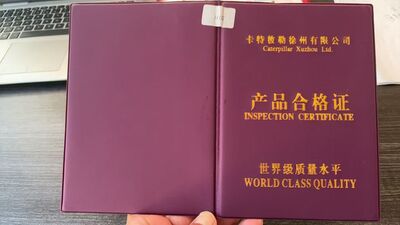 卡特彼勒徐州有限公司
Caterpillar Xuzhou Ltd.
产品合格证
INSPECTION CERTIFICATE
世界级质量水平
WORLD CLASS QUALITY